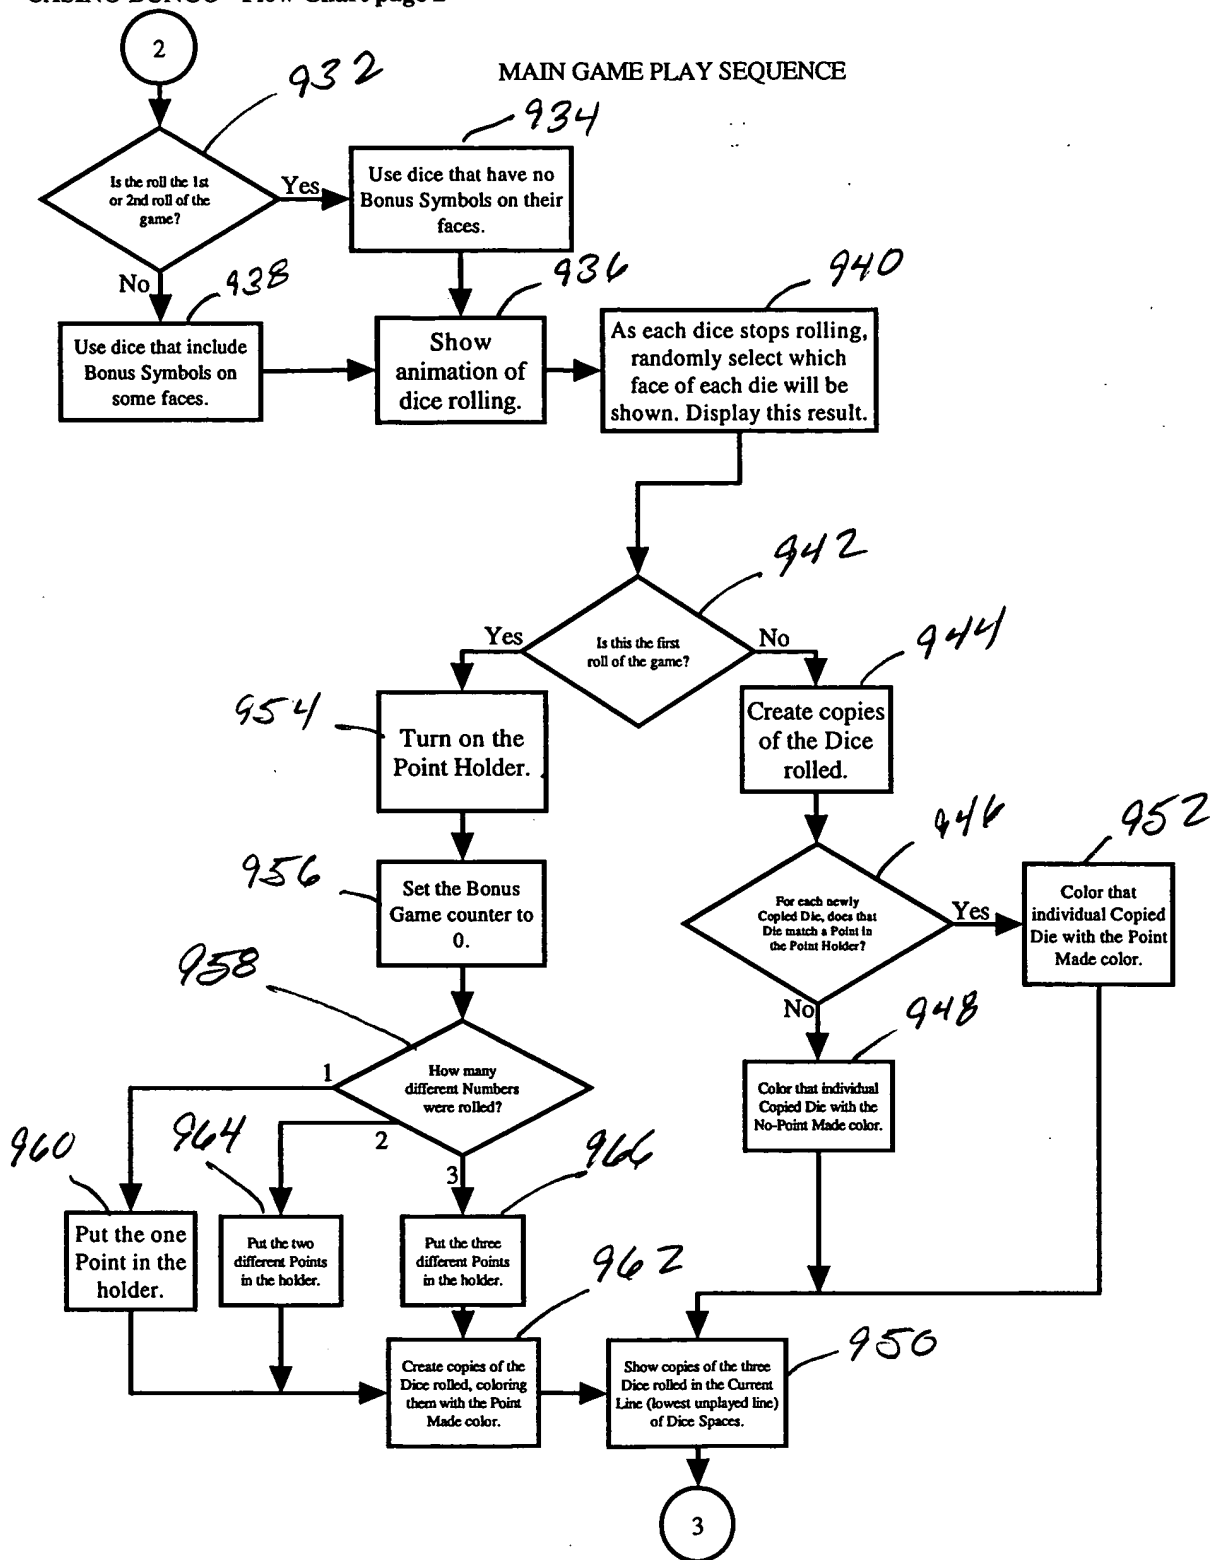 2
MAIN GAME PLAY SEQUENCE
932
934
Is the roll the 1st
or 2nd roll of the
game?
Yes
Use dice that have no
Bonus Symbols on their
faces.
No
938
936
940
Use dice that include
Bonus Symbols on
some faces.
Show
animation of
dice rolling.
As each dice stops rolling,
randomly select which
face of each die will be
shown. Display this result.
942
Is this the first
roll of the game?
Yes
No
944
954
Turn on the
Point Holder.
Create copies
of the Dice
rolled.
946
952
956
Set the Bonus
Game counter to
0.
For each newly
Copied Die, does that
Die match a Point in
the Point Holder?
Yes
Color that
individual Copied
Die with the Point
Made color.
No
948
958
How many
different Numbers
were rolled?
1
2
3
Color that individual
Copied Die with the
No-Point Made color.
960
964
966
Put the one
Point in the
holder.
Put the two
different Points
in the holder.
Put the three
different Points
in the holder.
962
950
Create copies of the
Dice rolled, coloring
them with the Point
Made color.
Show copies of the three
Dice rolled in the Current
Line (lowest unplayed line)
of Dice Spaces.
3